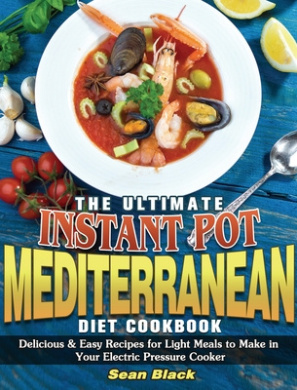 THE ULTIMATE
INSTANT POT
MEDITERRANEAN
DIET COOKBOOK
Delicious & Easy Recipes for Light Meals to Make in
Your Electric Pressure Cooker
Sean Black